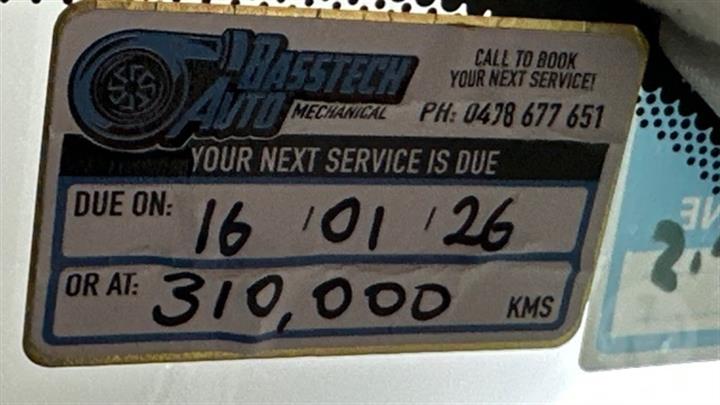 BASSTECH
AUTO MECHANICAL
CALL TO BOOK
YOUR NEXT SERVICE!
PH: 0438 677 651
YOUR NEXT SERVICE IS DUE
DUE ON: 16 / 01 / 26
OR AT: 310,000 KMS